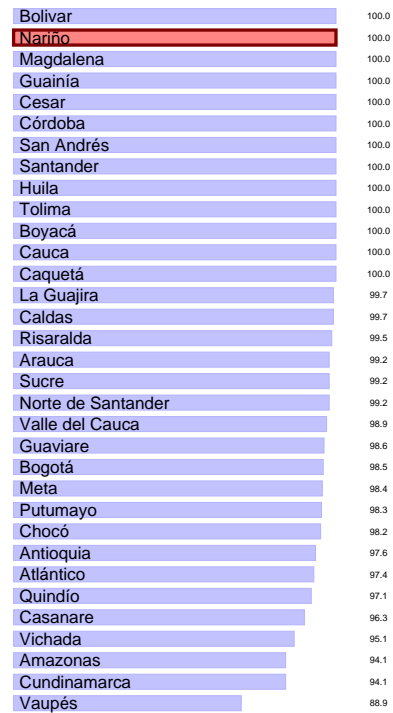 Bolivar 100.0
Nariño 100.0
Magdalena 100.0
Guainía 100.0
Cesar 100.0
Córdoba 100.0
San Andrés 100.0
Santander 100.0
Huila 100.0
Tolima 100.0
Boyacá 100.0
Cauca 100.0
Caquetá 100.0
La Guajira 99.7
Caldas 99.7
Risaralda 99.5
Arauca 99.2
Sucre 99.2
Norte de Santander 99.2
Valle del Cauca 98.9
Guaviare 98.6
Bogotá 98.5
Meta 98.4
Putumayo 98.3
Chocó 98.2
Antioquia 97.6
Atlántico 97.4
Quindío 97.1
Casanare 96.3
Vichada 95.1
Amazonas 94.1
Cundinamarca 94.1
Vaupés 88.9